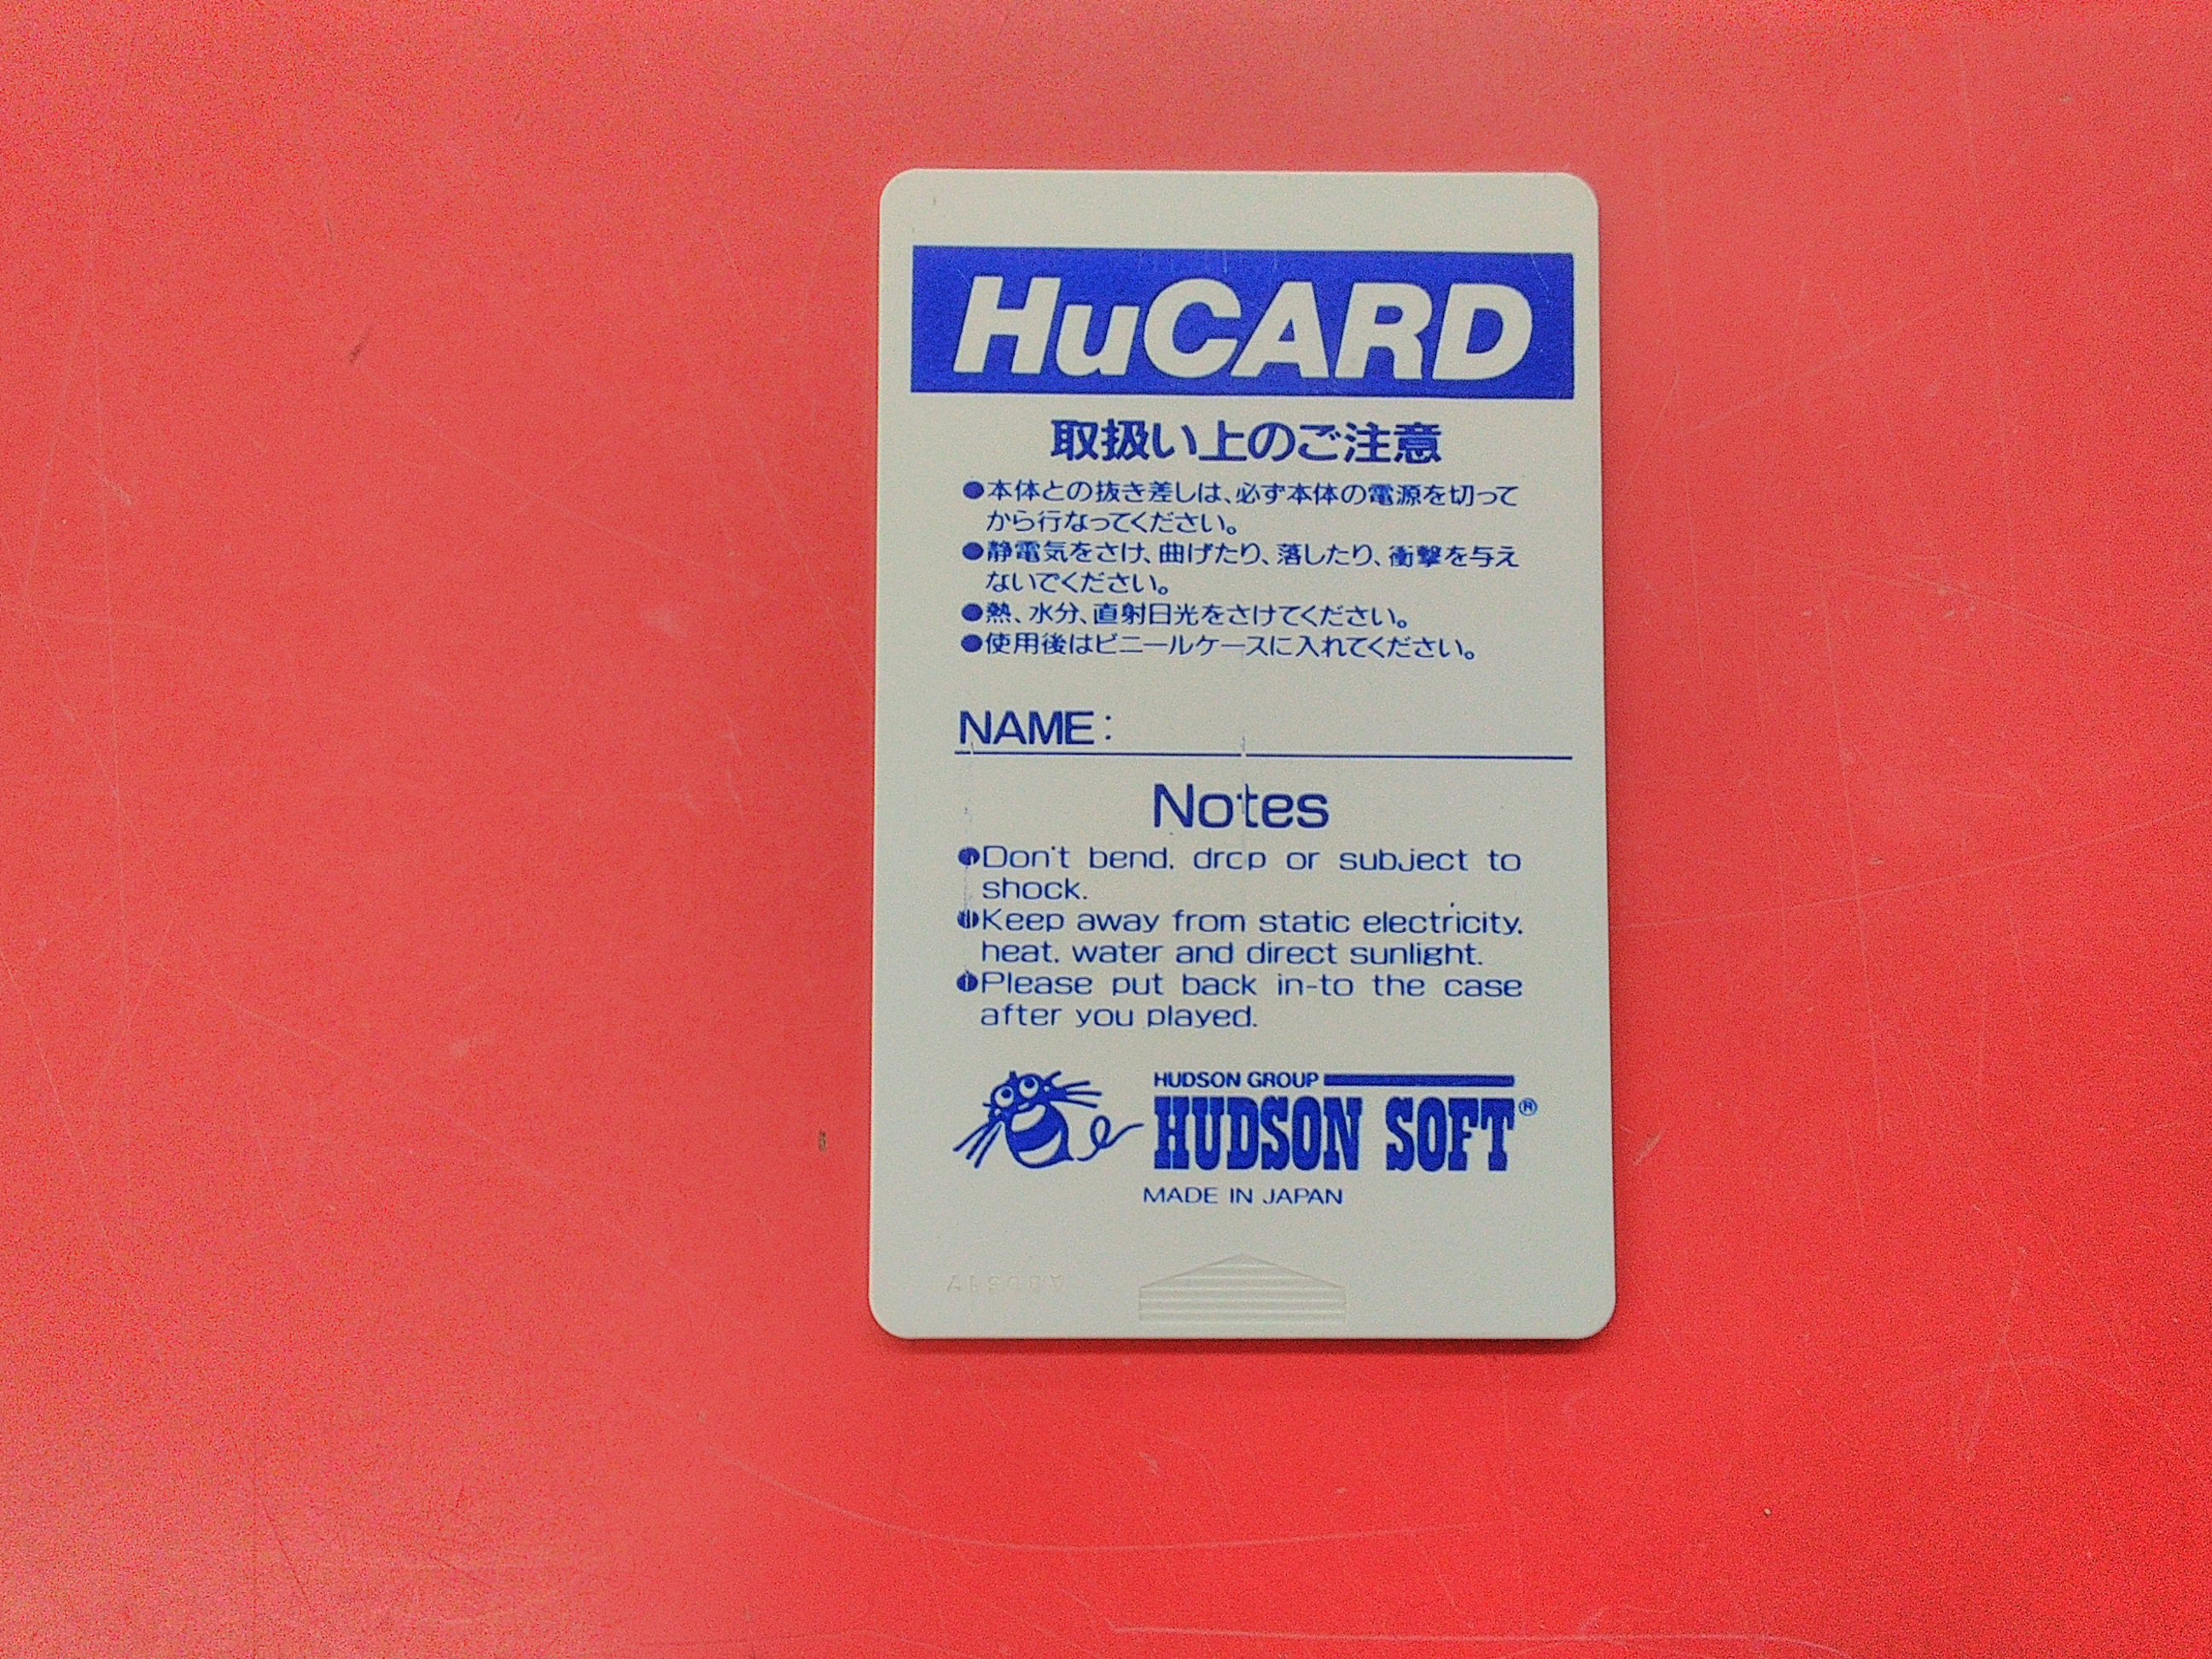 HuCARD
取扱い上のご注意
●本体との抜き差しは、必ず本体の電源を切って
から行なってください。
●静電気をさけ、曲げたり、落したり、衝撃を与え
ないでください。
●熱、水分、直射日光をさけてください。
●使用後はビニールケースに入れてください。
NAME:
Notes
●Don't bend, drop or subject to
shock.
●Keep away from static electricity,
heat, water and direct sunlight.
●Please put back in-to the case
after you played.
HUDSON GROUP
HUDSON SOFT®
MADE IN JAPAN